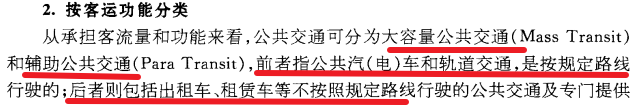 2. 按客运功能分类
从承担客流量和功能来看,公共交通可分为大容量公共交通(Mass Transit)
和辅助公共交通(Para Transit),前者指公共汽(电)车和轨道交通,是按规定路线
行驶的;后者则包括出租车、租赁车等不按照规定路线行驶的公共交通及专门提供